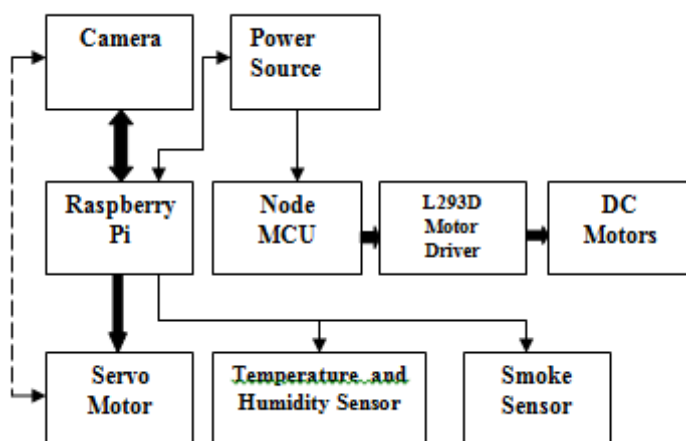 Camera
Power
Source
Raspberry
Pi
Node
MCU
L293D
Motor
Driver
DC
Motors
Servo
Motor
Temperature and
Humidity Sensor
Smoke
Sensor